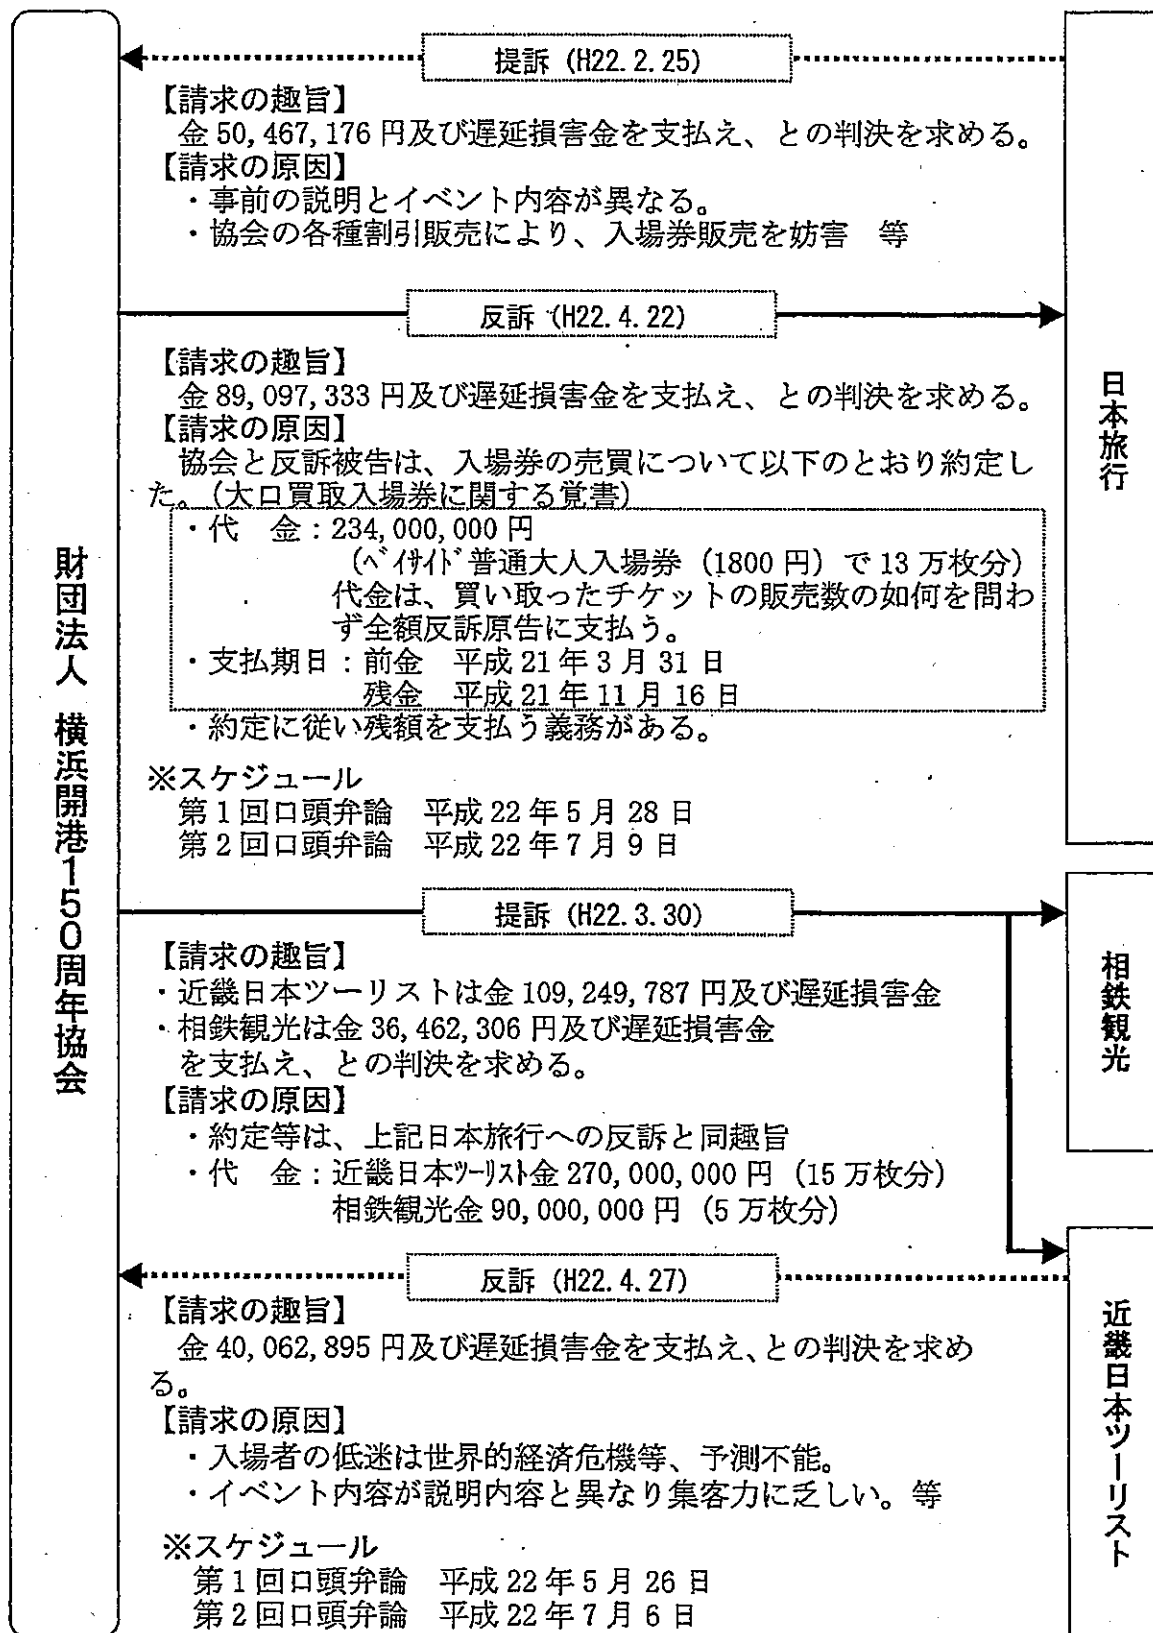 財団法人 横浜開港150周年協会
提訴 (H22.2.25)
【請求の趣旨】
金 50,467,176 円及び遅延損害金を支払え、との判決を求める。
【請求の原因】
・事前の説明とイベント内容が異なる。
・協会の各種割引販売により、入場券販売を妨害 等
反訴 (H22.4.22)
【請求の趣旨】
金 89,097,333 円及び遅延損害金を支払え、との判決を求める。
【請求の原因】
協会と反訴被告は、入場券の売買について以下のとおり約定し
た。(大口買取入場券に関する覚書)
・代 金：234,000,000 円
(ﾍﾞｲｻｲﾄﾞ普通大人入場券 (1800 円) で 13 万枚分)
代金は、買い取ったチケットの販売数の如何を問わ
ず全額反訴原告に支払う。
・支払期日：前金 平成 21 年 3 月 31 日
残金 平成 21 年 11 月 16 日
・約定に従い残額を支払う義務がある。
※スケジュール
第1回口頭弁論 平成 22 年 5 月 28 日
第2回口頭弁論 平成 22 年 7 月 9 日
日本旅行
提訴 (H22.3.30)
【請求の趣旨】
・近畿日本ツーリストは金 109,249,787 円及び遅延損害金
・相鉄観光は金 36,462,306 円及び遅延損害金
を支払え、との判決を求める。
【請求の原因】
・約定等は、上記日本旅行への反訴と同趣旨
・代 金：近畿日本ﾂｰﾘｽﾄ金 270,000,000 円 (15 万枚分)
相鉄観光金 90,000,000 円 (5 万枚分)
相鉄観光
反訴 (H22.4.27)
【請求の趣旨】
金 40,062,895 円及び遅延損害金を支払え、との判決を求め
る。
【請求の原因】
・入場者の低迷は世界的経済危機等、予測不能。
・イベント内容が説明内容と異なり集客力に乏しい。等
※スケジュール
第1回口頭弁論 平成 22 年 5 月 26 日
第2回口頭弁論 平成 22 年 7 月 6 日
近畿日本ツーリスト